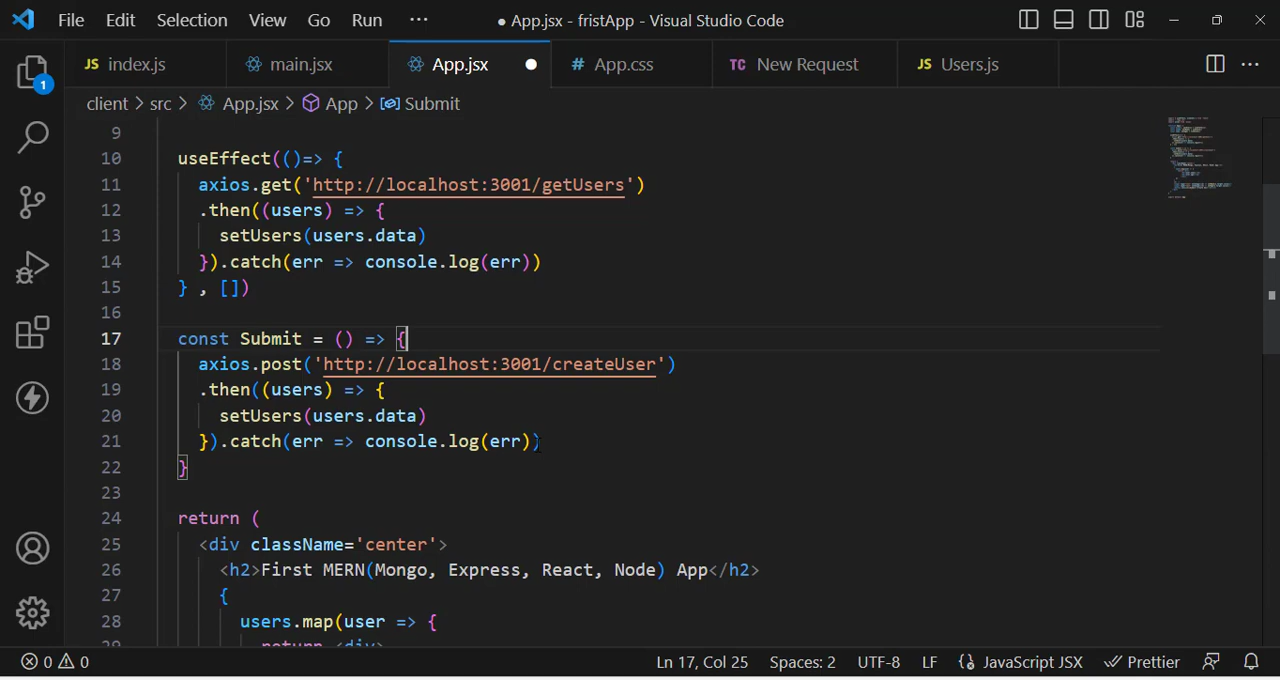 File Edit Selection View Go Run ··· ● App.jsx - fristApp - Visual Studio Code
JS index.js main.jsx App.jsx # App.css TC New Request JS Users.js
client > src > App.jsx > App > Submit
1
9
10 useEffect(()=> {
11 axios.get('http://localhost:3001/getUsers')
12 .then((users) => {
13 setUsers(users.data)
14 }).catch(err => console.log(err))
15 } , [])
16
17 const Submit = () => {
18 axios.post('http://localhost:3001/createUser')
19 .then((users) => {
20 setUsers(users.data)
21 }).catch(err => console.log(err))
22 }
23
24 return (
25 <div className='center'>
26 <h2>First MERN(Mongo, Express, React, Node) App</h2>
27 {
28 users.map(user => {
29 return <div>
0 0 Ln 17, Col 25 Spaces: 2 UTF-8 LF JavaScript JSX Prettier